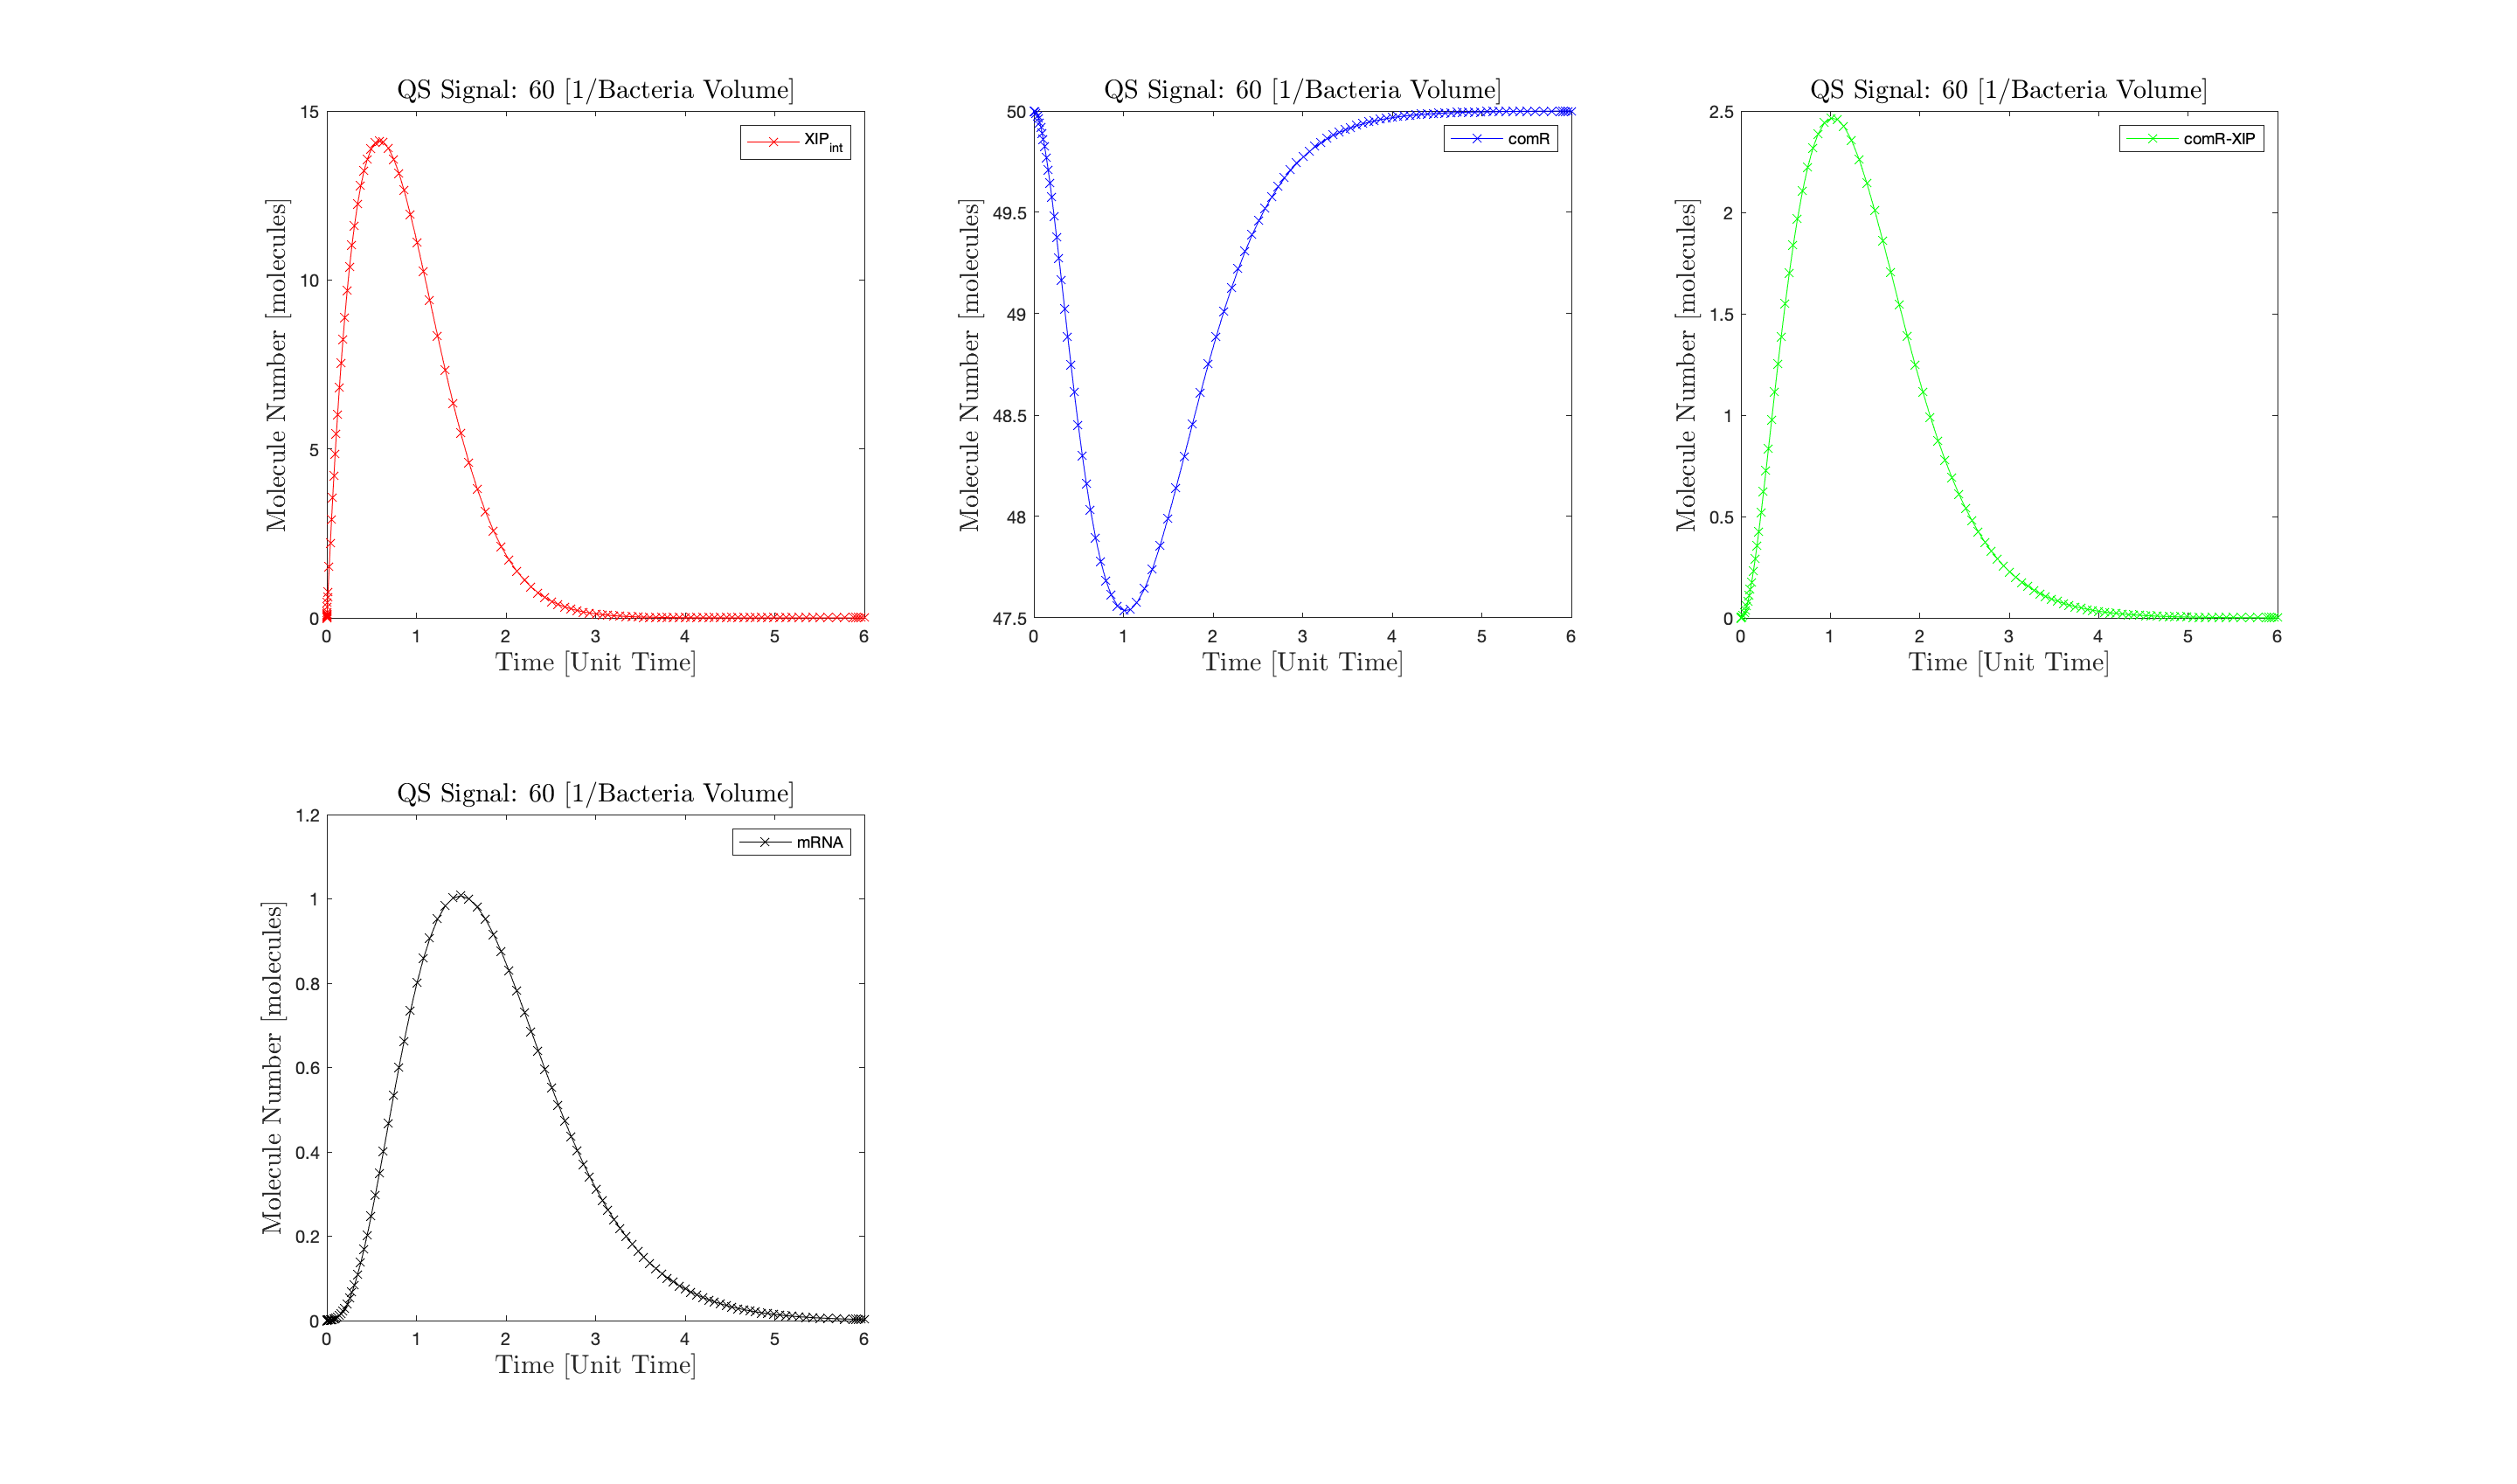 QS Signal: 60 [1/Bacteria Volume]
15
10
5
0
Molecule Number [molecules]
XIP_int
0 1 2 3 4 5 6
Time [Unit Time]
QS Signal: 60 [1/Bacteria Volume]
50
49.5
49
48.5
48
47.5
Molecule Number [molecules]
comR
0 1 2 3 4 5 6
Time [Unit Time]
QS Signal: 60 [1/Bacteria Volume]
2.5
2
1.5
1
0.5
0
Molecule Number [molecules]
comR-XIP
0 1 2 3 4 5 6
Time [Unit Time]
QS Signal: 60 [1/Bacteria Volume]
1.2
1
0.8
0.6
0.4
0.2
0
Molecule Number [molecules]
mRNA
0 1 2 3 4 5 6
Time [Unit Time]